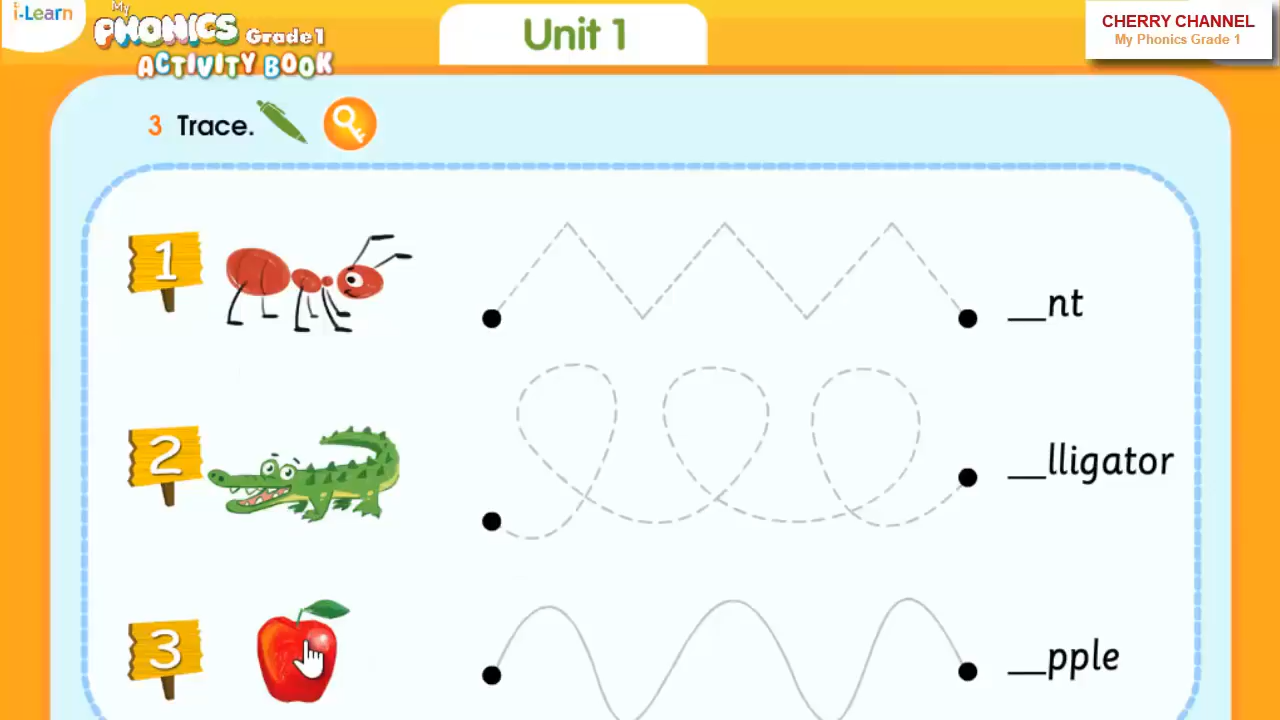 i-Learn
My
PHONICS Grade 1
ACTIVITY BOOK
Unit 1
CHERRY CHANNEL
My Phonics Grade 1
3 Trace.
1
__nt
2
__lligator
3
__pple